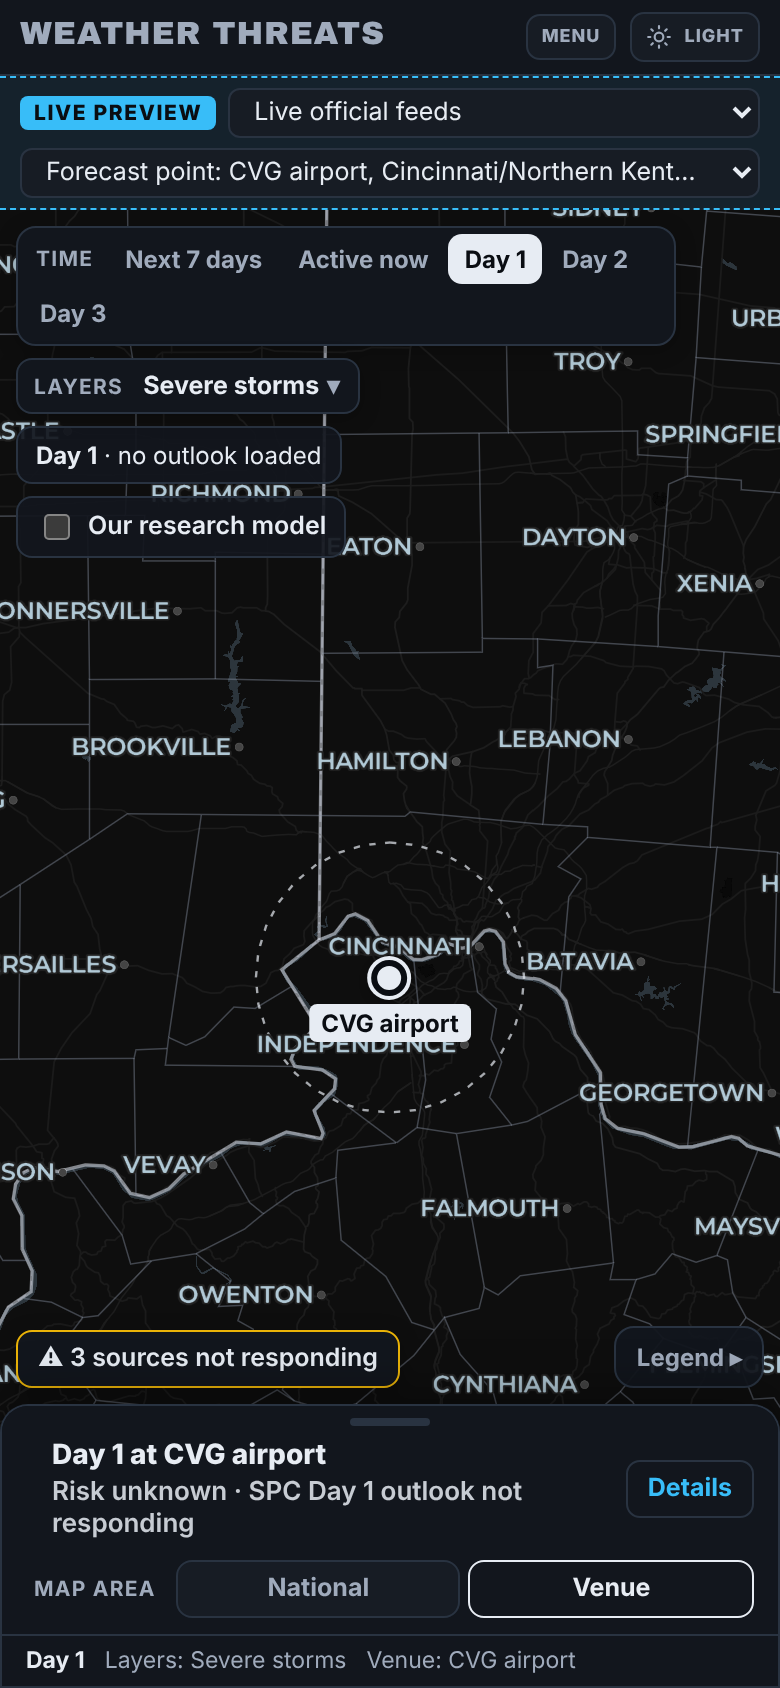 WEATHER THREATS
MENU
LIGHT
LIVE PREVIEW
Live official feeds
Forecast point: CVG airport, Cincinnati/Northern Kent...
SIDNEY
TIME
Next 7 days
Active now
Day 1
Day 2
Day 3
URB
TROY
LAYERS Severe storms ▾
SPRINGFIE
Day 1 · no outlook loaded
RICHMOND
Our research model
EATON
DAYTON
XENIA
ONNERSVILLE
BROOKVILLE
HAMILTON
LEBANON
CINCINNATI
ERSAILLES
BATAVIA
CVG airport
INDEPENDENCE
GEORGETOWN
SON
VEVAY
FALMOUTH
MAYSV
OWENTON
⚠ 3 sources not responding
Legend ▸
CYNTHIANA
Day 1 at CVG airport
Risk unknown · SPC Day 1 outlook not
responding
Details
MAP AREA
National
Venue
Day 1 Layers: Severe storms Venue: CVG airport